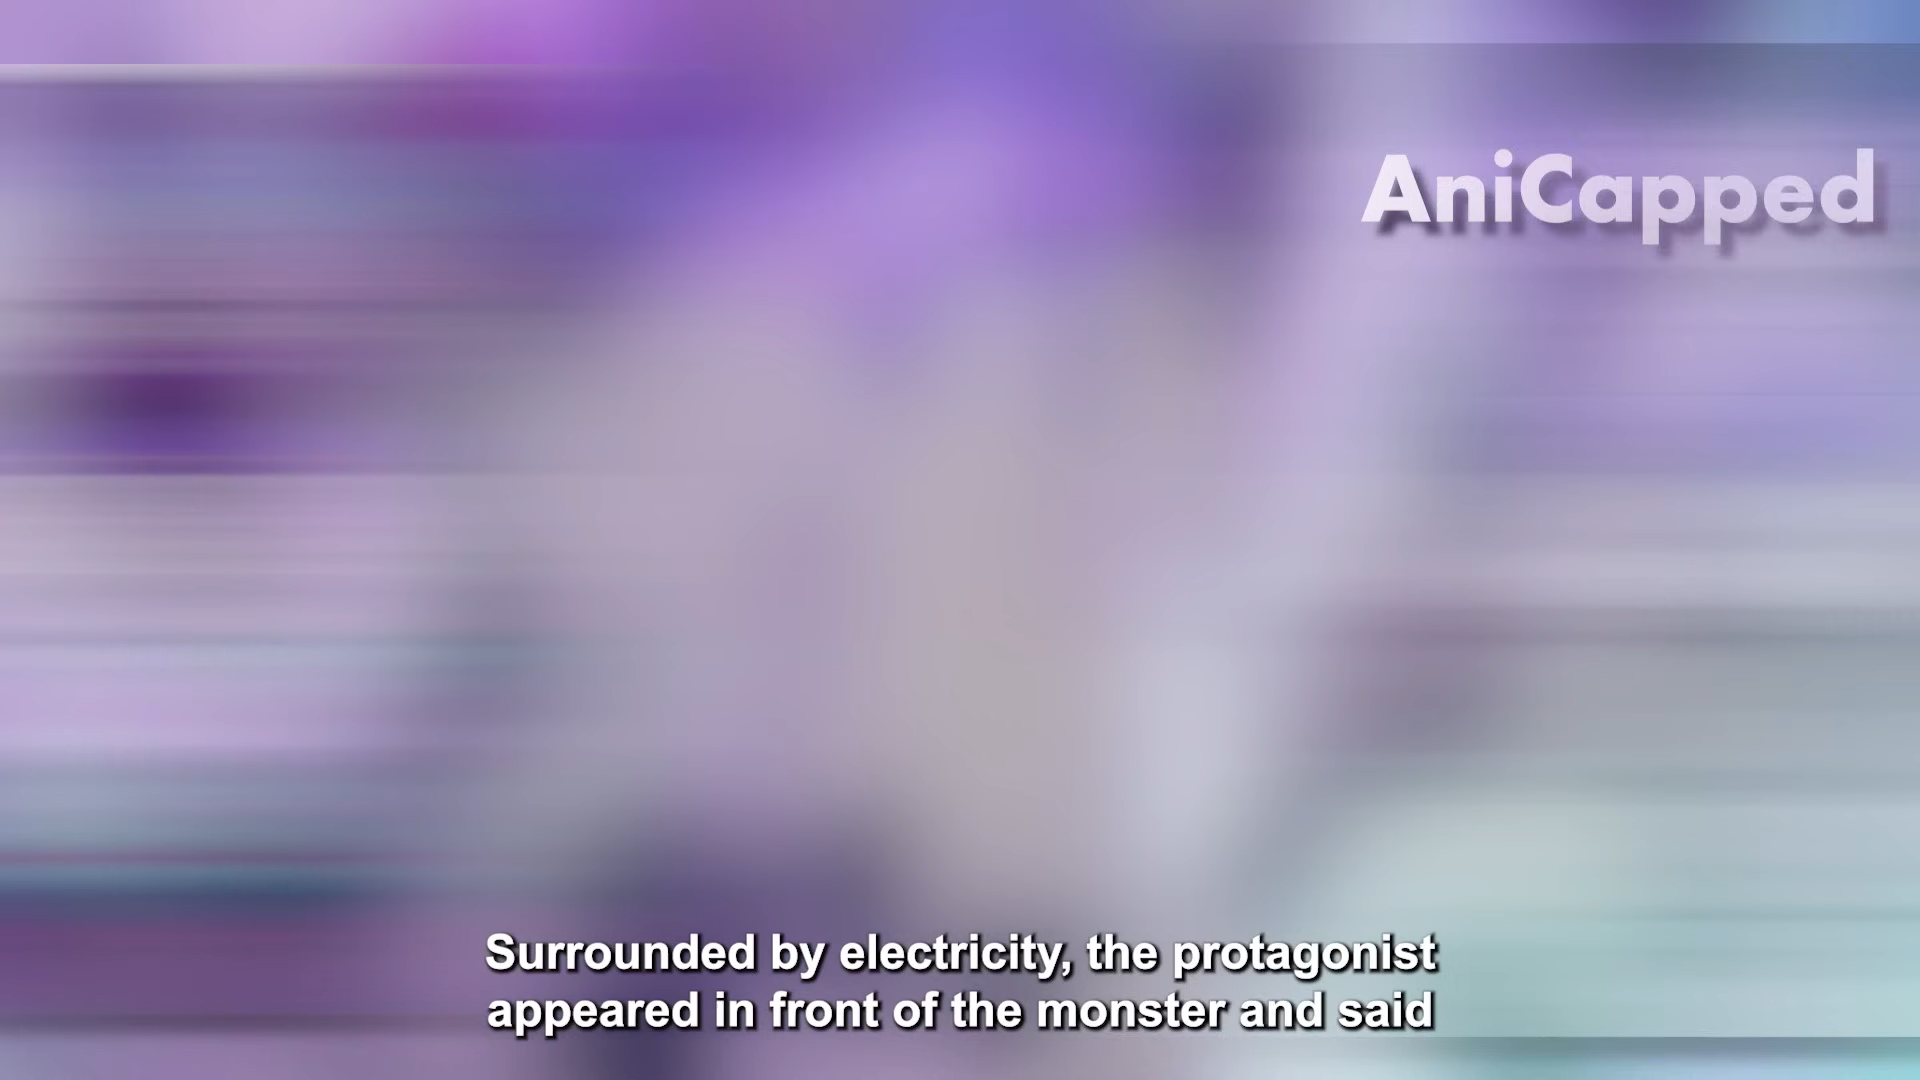 AniCapped
Surrounded by electricity, the protagonist
appeared in front of the monster and said